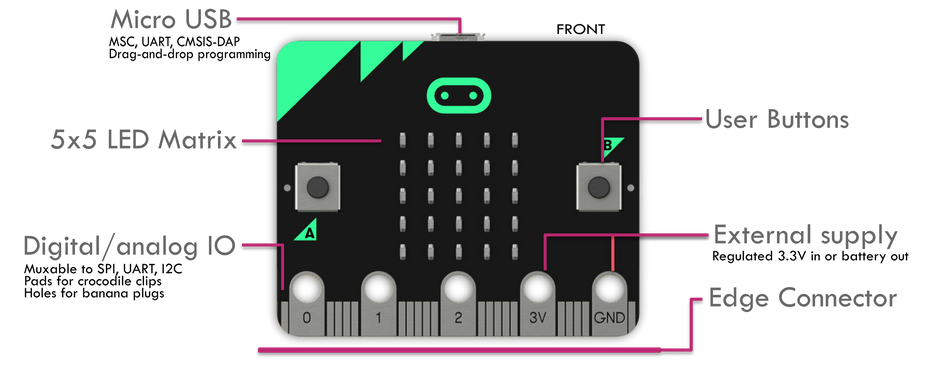 Micro USB
MSC, UART, CMSIS-DAP
Drag-and-drop programming
FRONT
5x5 LED Matrix
User Buttons
B
A
Digital/analog IO
Muxable to SPI, UART, I2C
Pads for crocodile clips
Holes for banana plugs
External supply
Regulated 3.3V in or battery out
Edge Connector
0 1 2 3V GND